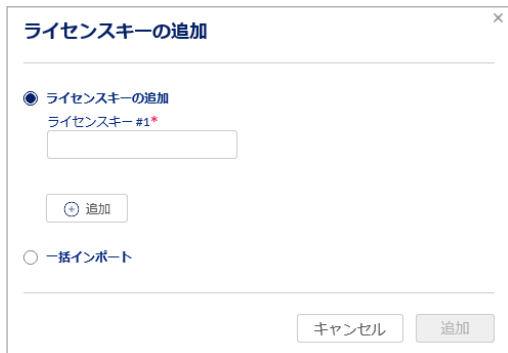 ライセンスキーの追加
×
ライセンスキーの追加
ライセンスキー #1*
追加
一括インポート
キャンセル
追加